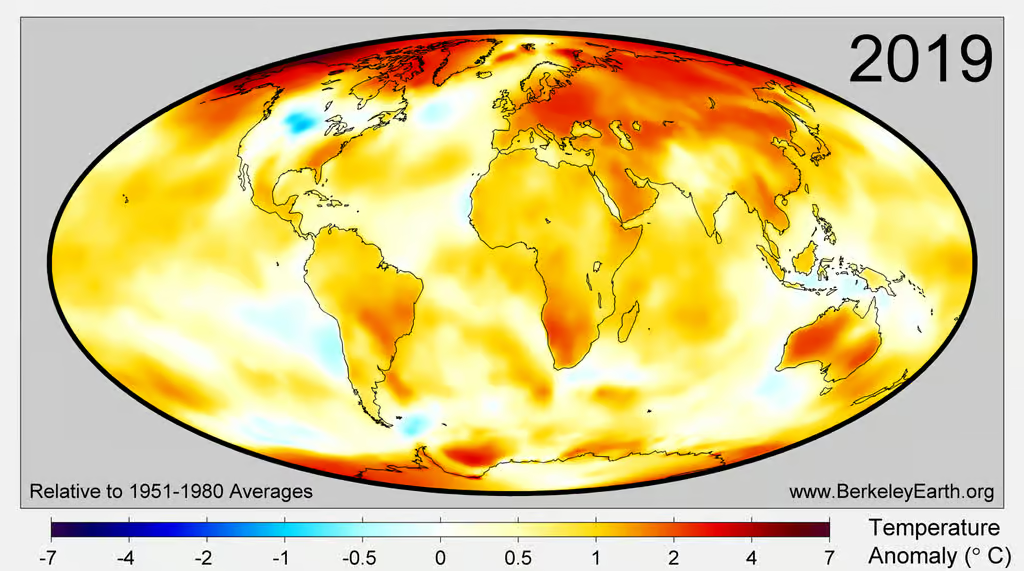 2019
Relative to 1951-1980 Averages
www.BerkeleyEarth.org
-7 -4 -2 -1 -0.5 0 0.5 1 2 4 7
Temperature
Anomaly (° C)